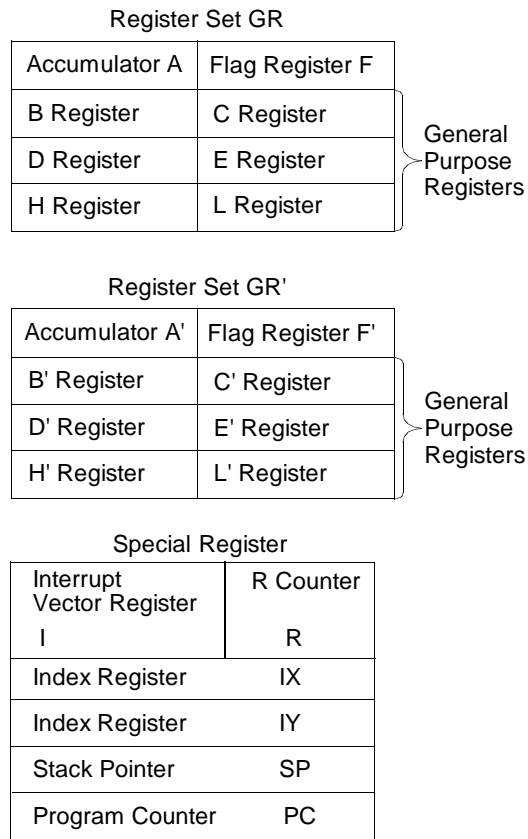 Register Set GR
Accumulator A Flag Register F
B Register C Register
D Register E Register
H Register L Register
General
Purpose
Registers
Register Set GR'
Accumulator A' Flag Register F'
B' Register C' Register
D' Register E' Register
H' Register L' Register
General
Purpose
Registers
Special Register
Interrupt R Counter
Vector Register
I R
Index Register IX
Index Register IY
Stack Pointer SP
Program Counter PC